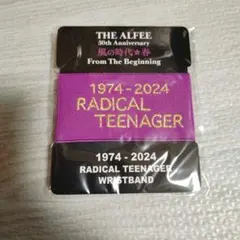 THE ALFEE
50th Anniversary
風の時代★春
From The Beginning
1974-2024
RADICAL
TEENAGER
1974 - 2024
RADICAL TEENAGER
WRISTBAND